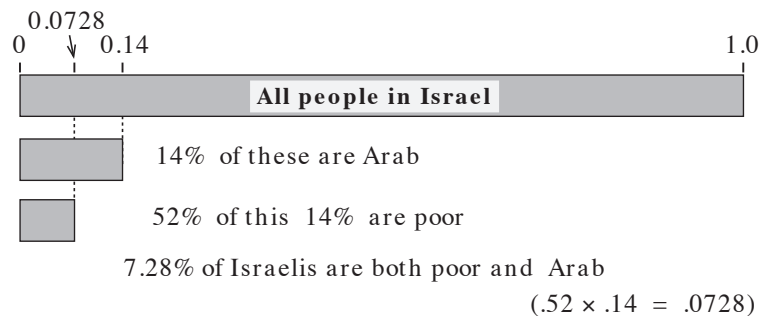 0.0728
0 0.14 1.0
All people in Israel
14% of these are Arab
52% of this 14% are poor
7.28% of Israelis are both poor and Arab
(.52 × .14 = .0728)